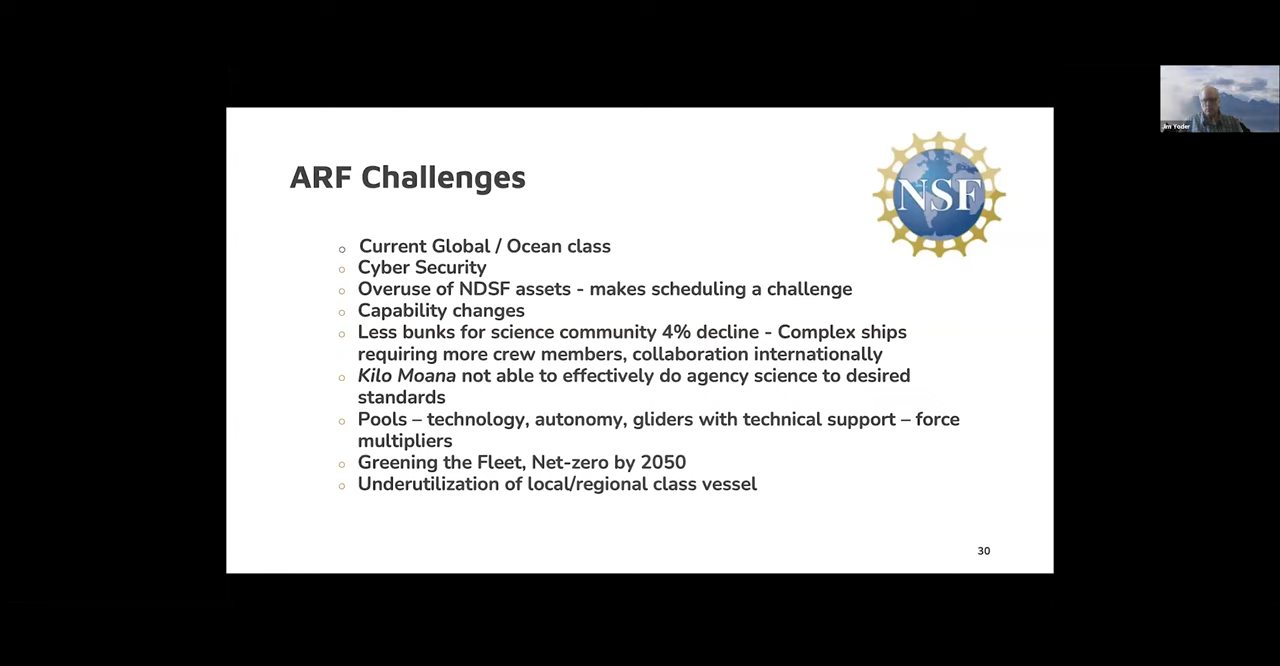 Jim Yoder
ARF Challenges
NSF
Current Global / Ocean class
Cyber Security
Overuse of NDSF assets - makes scheduling a challenge
Capability changes
Less bunks for science community 4% decline - Complex ships
requiring more crew members, collaboration internationally
Kilo Moana not able to effectively do agency science to desired
standards
Pools – technology, autonomy, gliders with technical support – force
multipliers
Greening the Fleet, Net-zero by 2050
Underutilization of local/regional class vessel
30